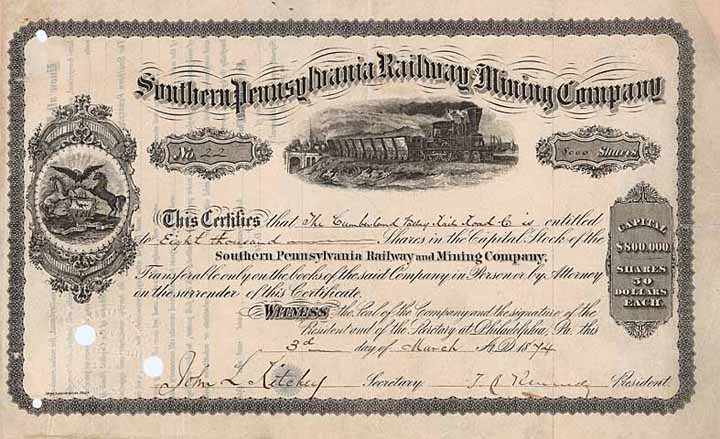 Southern Pennsylvania Railway and Mining Company
No. 22
8000 Shares
This Certifies that The Cumberland Valley Rail Road Co is entitled
to Eight thousand Shares in the Capital Stock of the
Southern Pennsylvania Railway and Mining Company,
Transferable only on the books of the said Company in Person or by Attorney
on the surrender of this Certificate.
Witness the Seal of the Company and the signature of the
President and of the Secretary at Philadelphia, Pa. this
3rd day of March A.D. 1874
Secretary.
President.
CAPITAL
$800,000.
SHARES
50
DOLLARS
EACH.